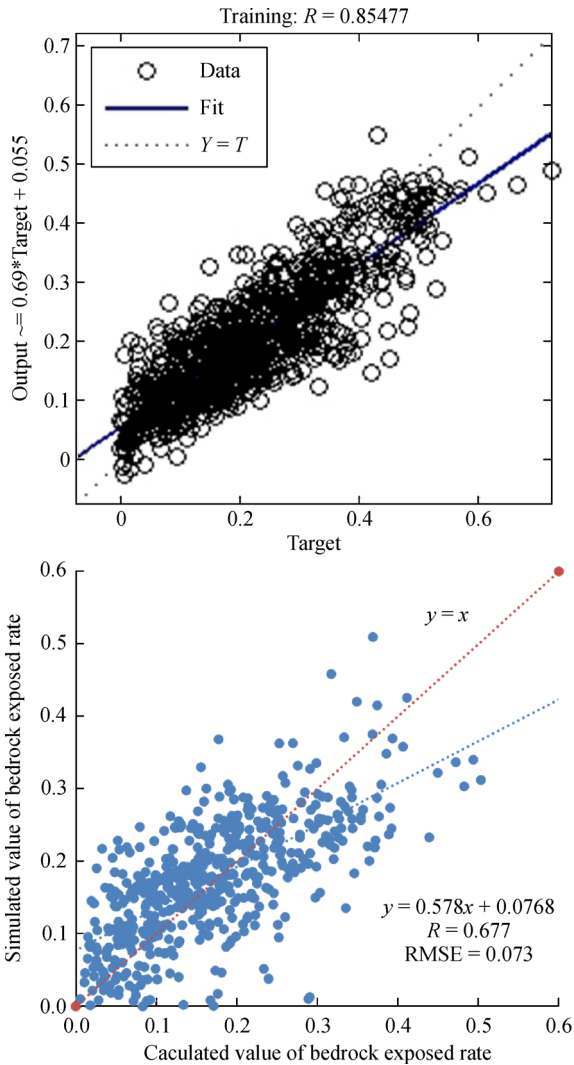 Training: R = 0.85477
Output ~= 0.69*Target + 0.055
0.7
0.6
0.5
0.4
0.3
0.2
0.1
0
Data
Fit
Y = T
0
0.2
0.4
0.6
Target
Simulated value of bedrock exposed rate
0.6
0.5
0.4
0.3
0.2
0.1
0.0
y = x
y = 0.578x + 0.0768
R = 0.677
RMSE = 0.073
0.0
0.1
0.2
0.3
0.4
0.5
0.6
Caculated value of bedrock exposed rate